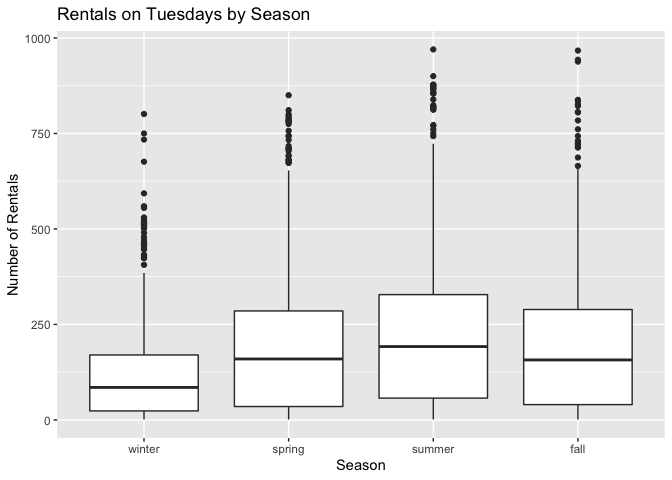 Rentals on Tuesdays by Season
1000
750
500
250
0
Number of Rentals
winter spring summer fall
Season